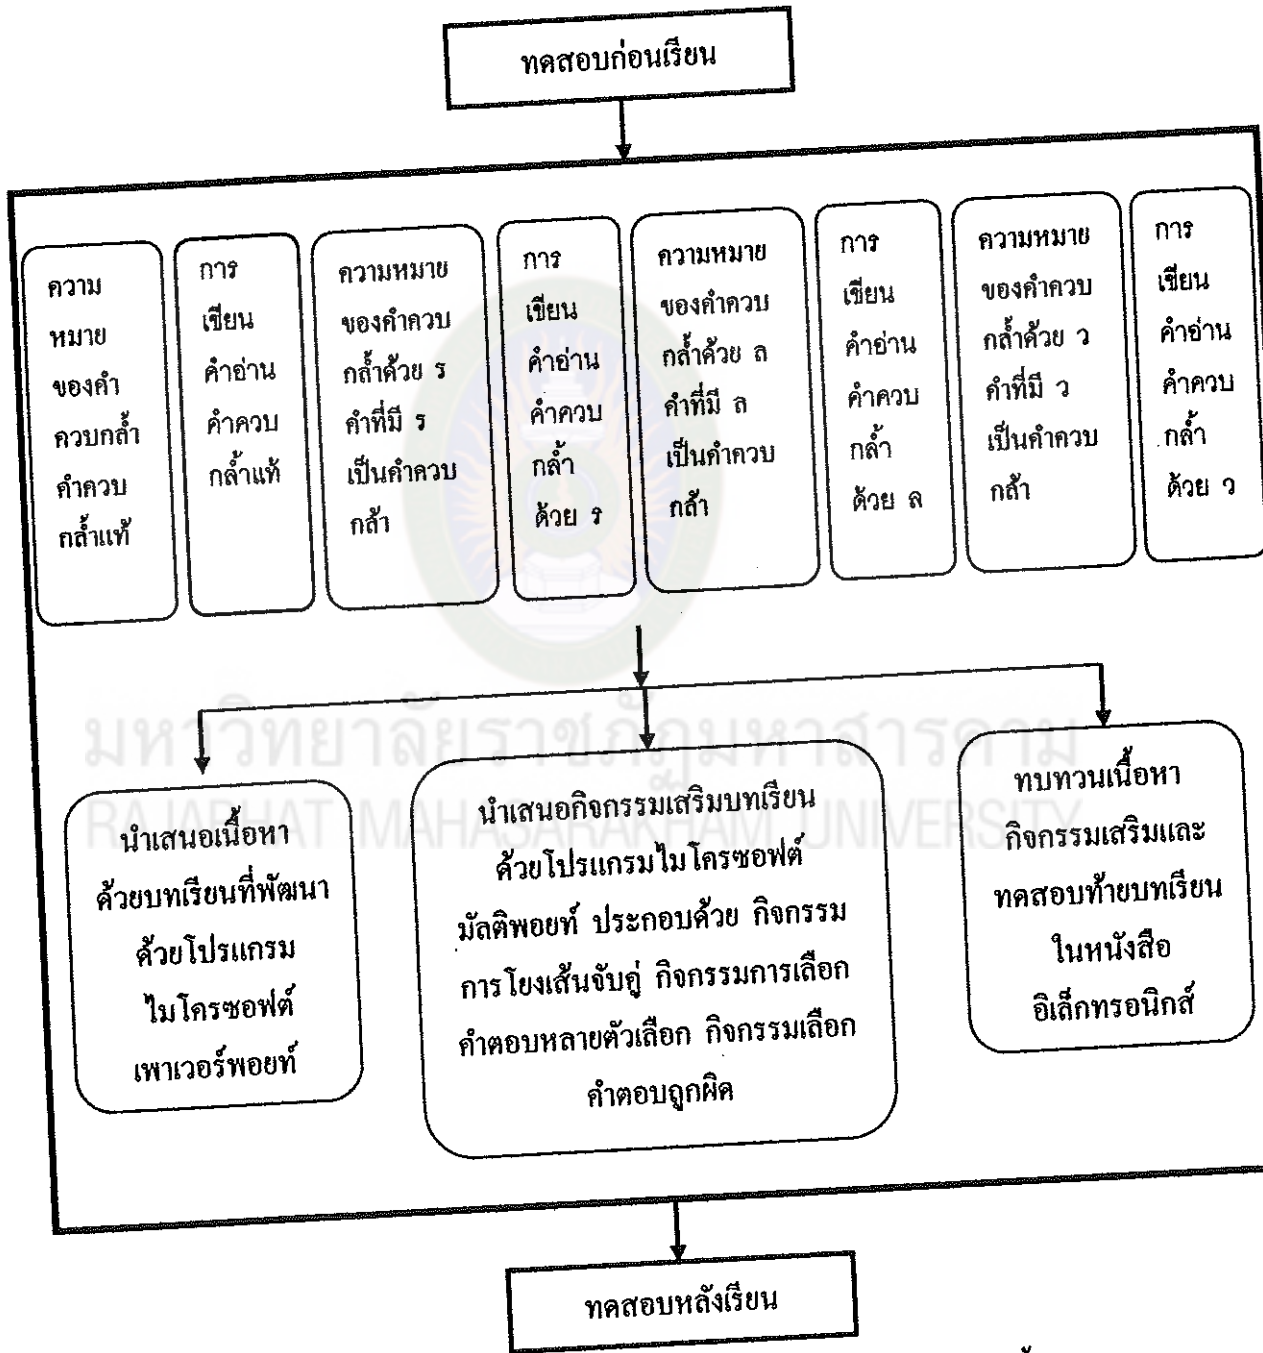 ทดสอบก่อนเรียน
ความ
หมาย
ของคำ
ควบกล้ำ
คำควบ
กล้ำแท้
การ
เขียน
คำอ่าน
คำควบ
กล้ำแท้
ความหมาย
ของคำควบ
กล้ำด้วย ร
คำที่มี ร
เป็นคำควบ
กล้ำ
การ
เขียน
คำอ่าน
คำควบ
กล้ำ
ด้วย ร
ความหมาย
ของคำควบ
กล้ำด้วย ล
คำที่มี ล
เป็นคำควบ
กล้ำ
การ
เขียน
คำอ่าน
คำควบ
กล้ำ
ด้วย ล
ความหมาย
ของคำควบ
กล้ำด้วย ว
คำที่มี ว
เป็นคำควบ
กล้ำ
การ
เขียน
คำอ่าน
คำควบ
กล้ำ
ด้วย ว
มหาวิทยาลัยราชภัฏมหาสารคาม
RAJABHAT MAHASARAKHAM UNIVERSITY
นำเสนอเนื้อหา
ด้วยบทเรียนที่พัฒนา
ด้วยโปรแกรม
ไมโครซอฟต์
เพาเวอร์พอยท์
นำเสนอกิจกรรมเสริมบทเรียน
ด้วยโปรแกรมไมโครซอฟต์
มัลติพอยท์ ประกอบด้วย กิจกรรม
การโยงเส้นจับคู่ กิจกรรมการเลือก
คำตอบหลายตัวเลือก กิจกรรมเลือก
คำตอบถูกผิด
ทบทวนเนื้อหา
กิจกรรมเสริมและ
ทดสอบท้ายบทเรียน
ในหนังสือ
อิเล็กทรอนิกส์
ทดสอบหลังเรียน